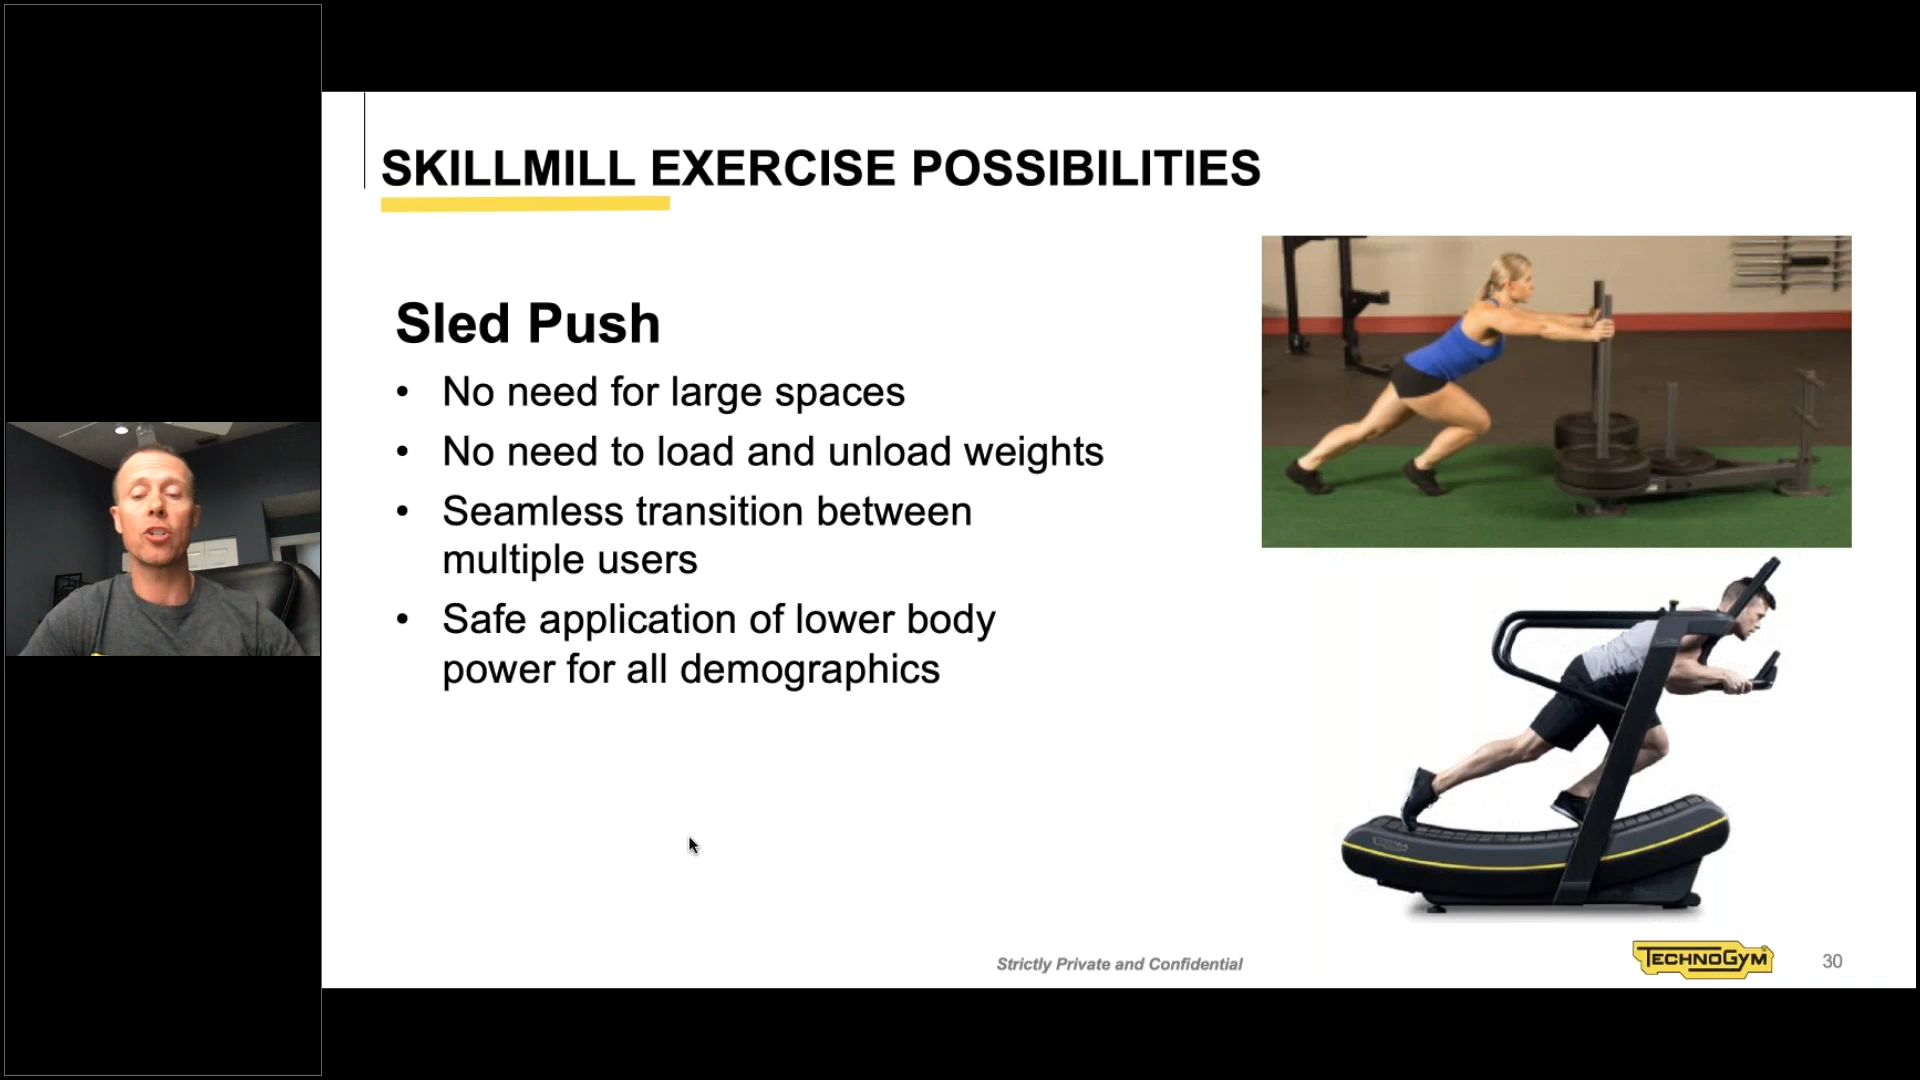 SKILLMILL EXERCISE POSSIBILITIES
Sled Push
• No need for large spaces
• No need to load and unload weights
• Seamless transition between
multiple users
• Safe application of lower body
power for all demographics
Strictly Private and Confidential
TECHNOGYM
30